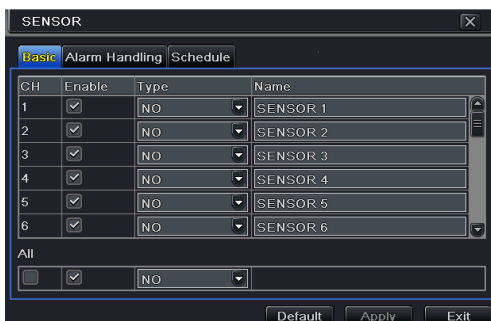 SENSOR
Basic Alarm Handling Schedule
CH Enable Type Name
1 NO SENSOR 1
2 NO SENSOR 2
3 NO SENSOR 3
4 NO SENSOR 4
5 NO SENSOR 5
6 NO SENSOR 6
All
NO
Default Apply Exit